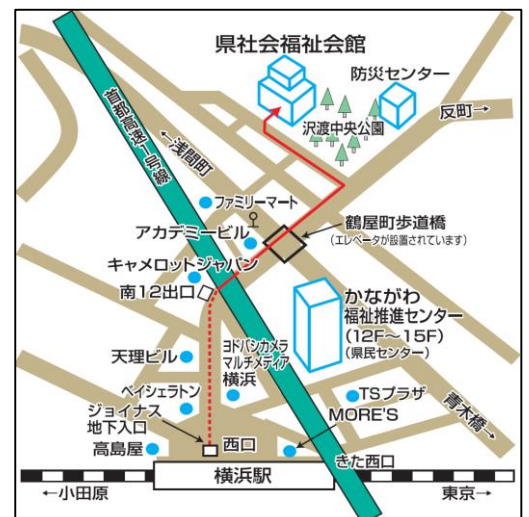 県社会福祉会館
防災センター
反町→
沢渡中央公園
首都高速1号線
←浅間町
ファミリーマート
アカデミービル
鶴屋町歩道橋
(エレベータが設置されています)
キャメロットジャパン
南12出口
かながわ
福祉推進センター
(12F〜15F)
(県民センター)
天理ビル
ヨドバシカメラ
マルチメディア
横浜
ベイシェラトン
TSプラザ
青木橋
ジョイナス
地下入口
MORE'S
高島屋
西口
きた西口
横浜駅
←小田原
東京→